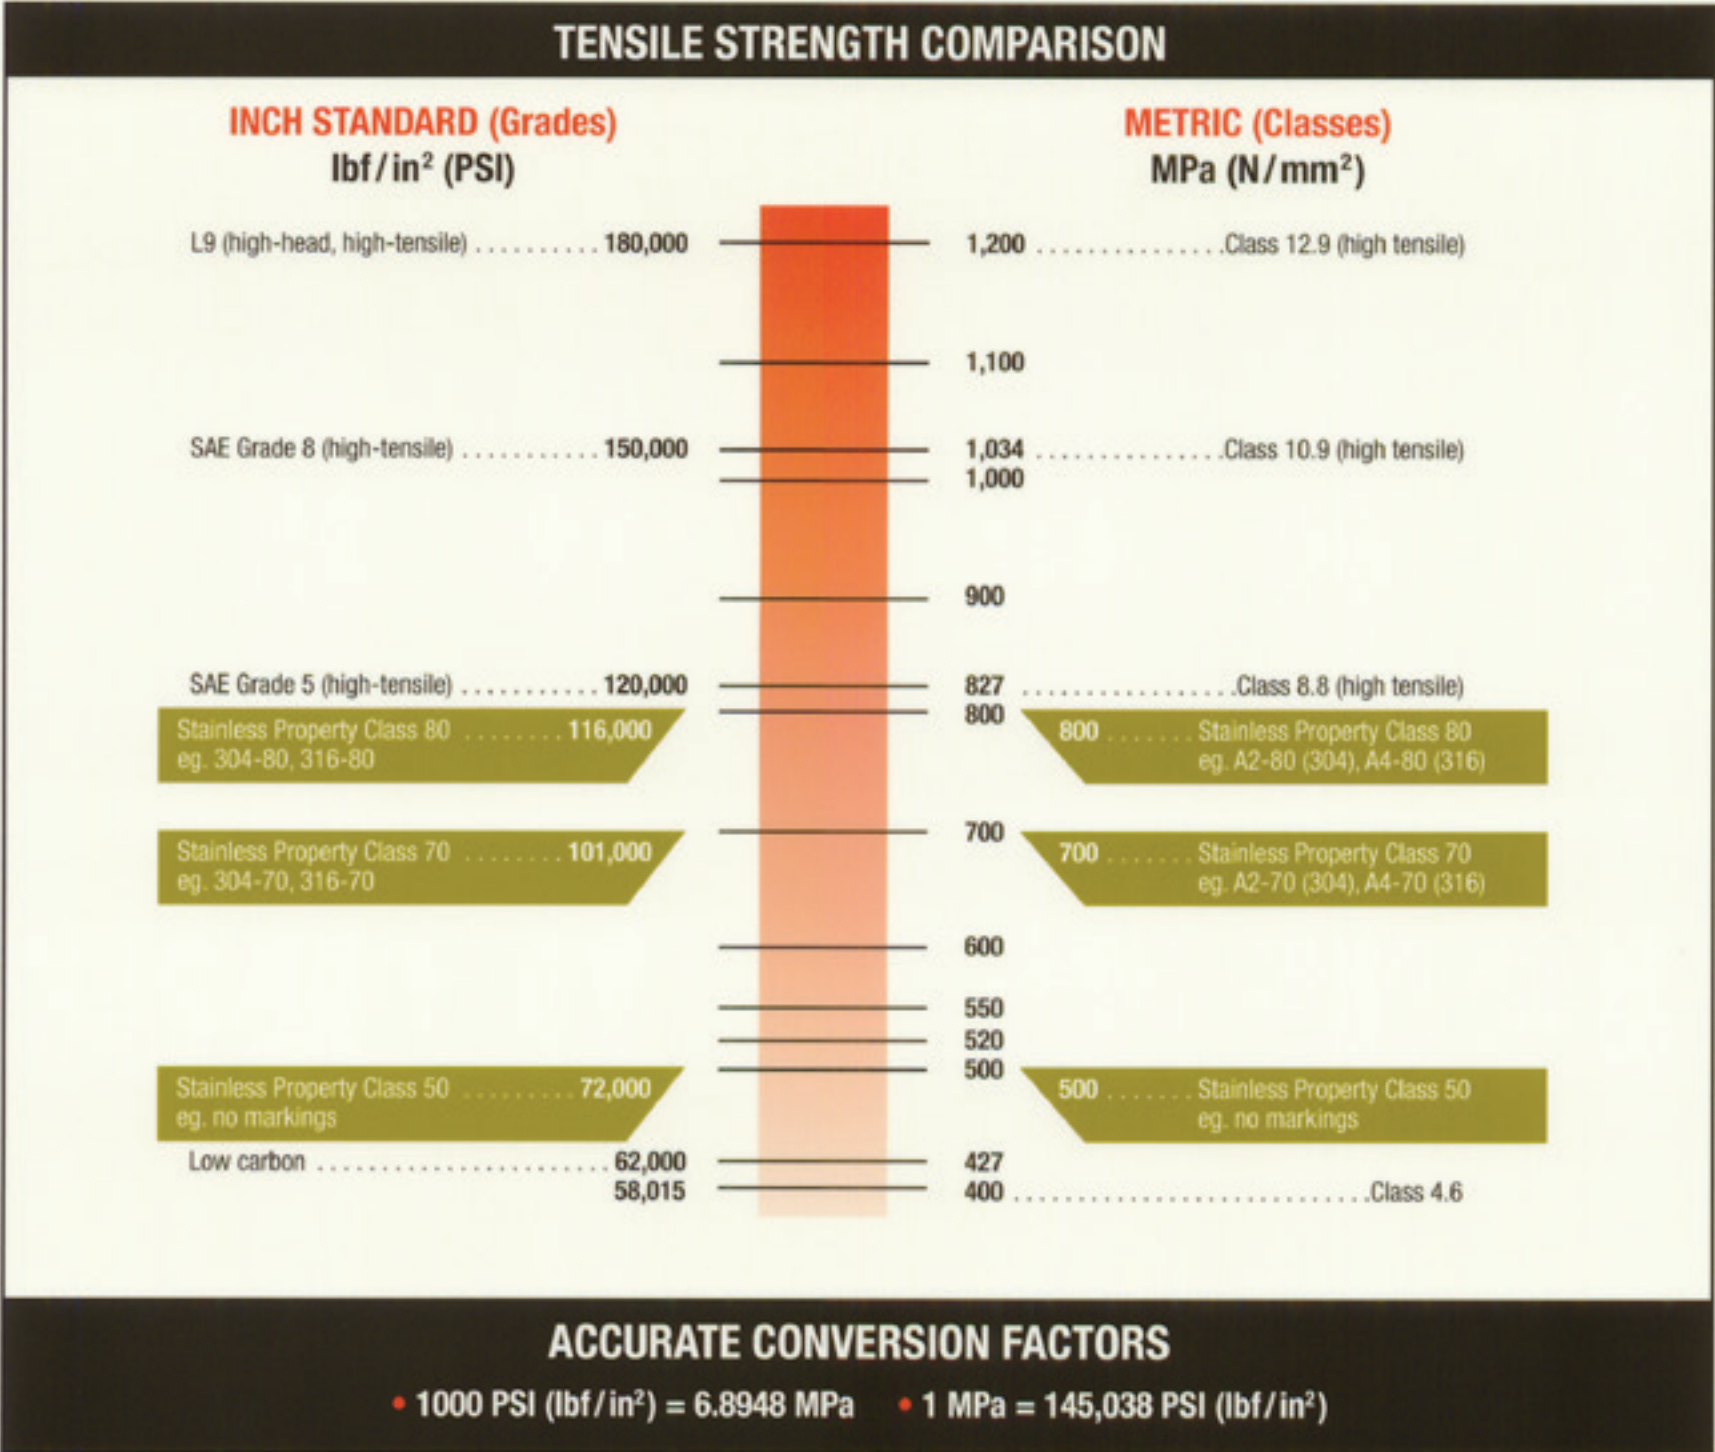 TENSILE STRENGTH COMPARISON
INCH STANDARD (Grades)
lbf/in² (PSI)
METRIC (Classes)
MPa (N/mm²)
L9 (high-head, high-tensile) .......... 180,000
1,200 ...............Class 12.9 (high tensile)
1,100
SAE Grade 8 (high-tensile) ........... 150,000
1,034 ...............Class 10.9 (high tensile)
1,000
900
SAE Grade 5 (high-tensile) ........... 120,000
827 .................Class 8.8 (high tensile)
800
Stainless Property Class 80 ........ 116,000
eg. 304-80, 316-80
800 ....... Stainless Property Class 80
eg. A2-80 (304), A4-80 (316)
700
Stainless Property Class 70 ........ 101,000
eg. 304-70, 316-70
700 ....... Stainless Property Class 70
eg. A2-70 (304), A4-70 (316)
600
550
520
500
Stainless Property Class 50 ......... 72,000
eg. no markings
500 ....... Stainless Property Class 50
eg. no markings
Low carbon ....................... 62,000
427
58,015
400 ............................Class 4.6
ACCURATE CONVERSION FACTORS
• 1000 PSI (lbf/in²) = 6.8948 MPa • 1 MPa = 145,038 PSI (lbf/in²)